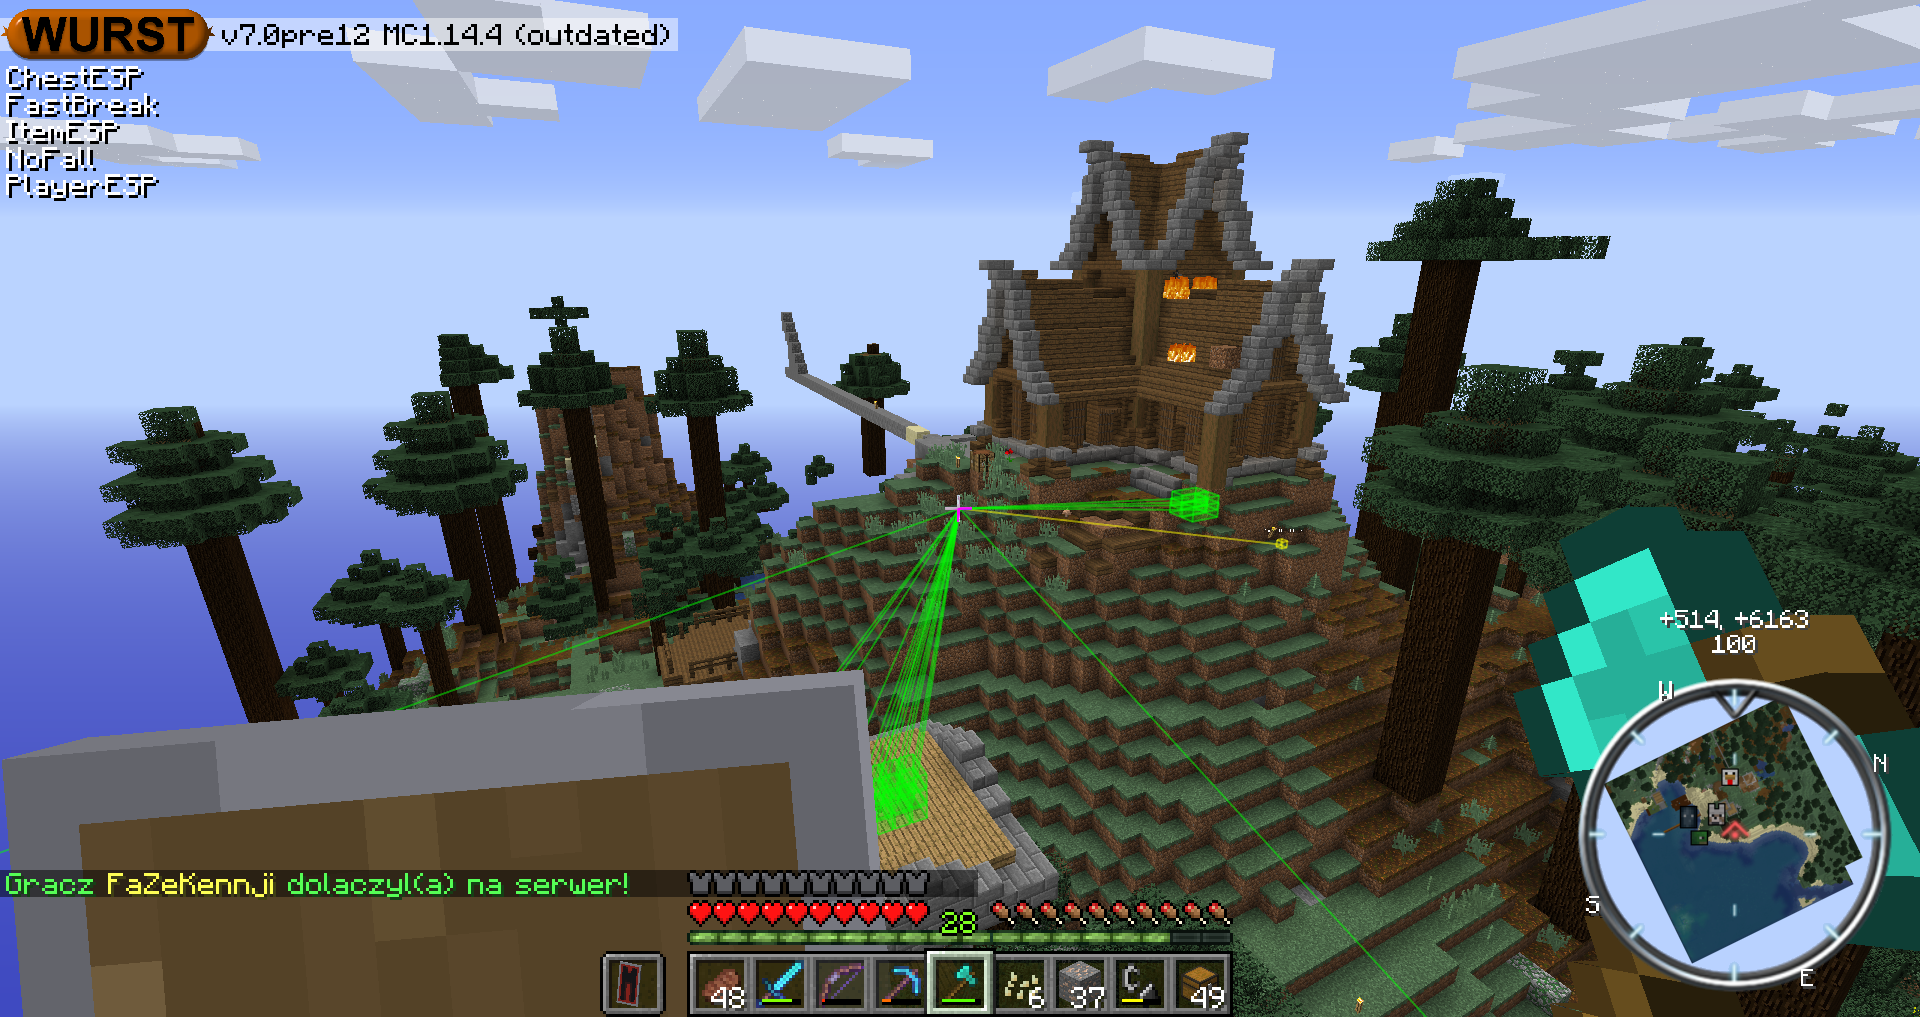 WURST v7.0pre12 MC1.14.4 (outdated)
ChestESP
FastBreak
ItemESP
NoFall
PlayerESP
+514, +6163
100
W
N
S
E
Gracz FaZeKennji dolaczyl(a) na serwer!
28
48
6
37
49